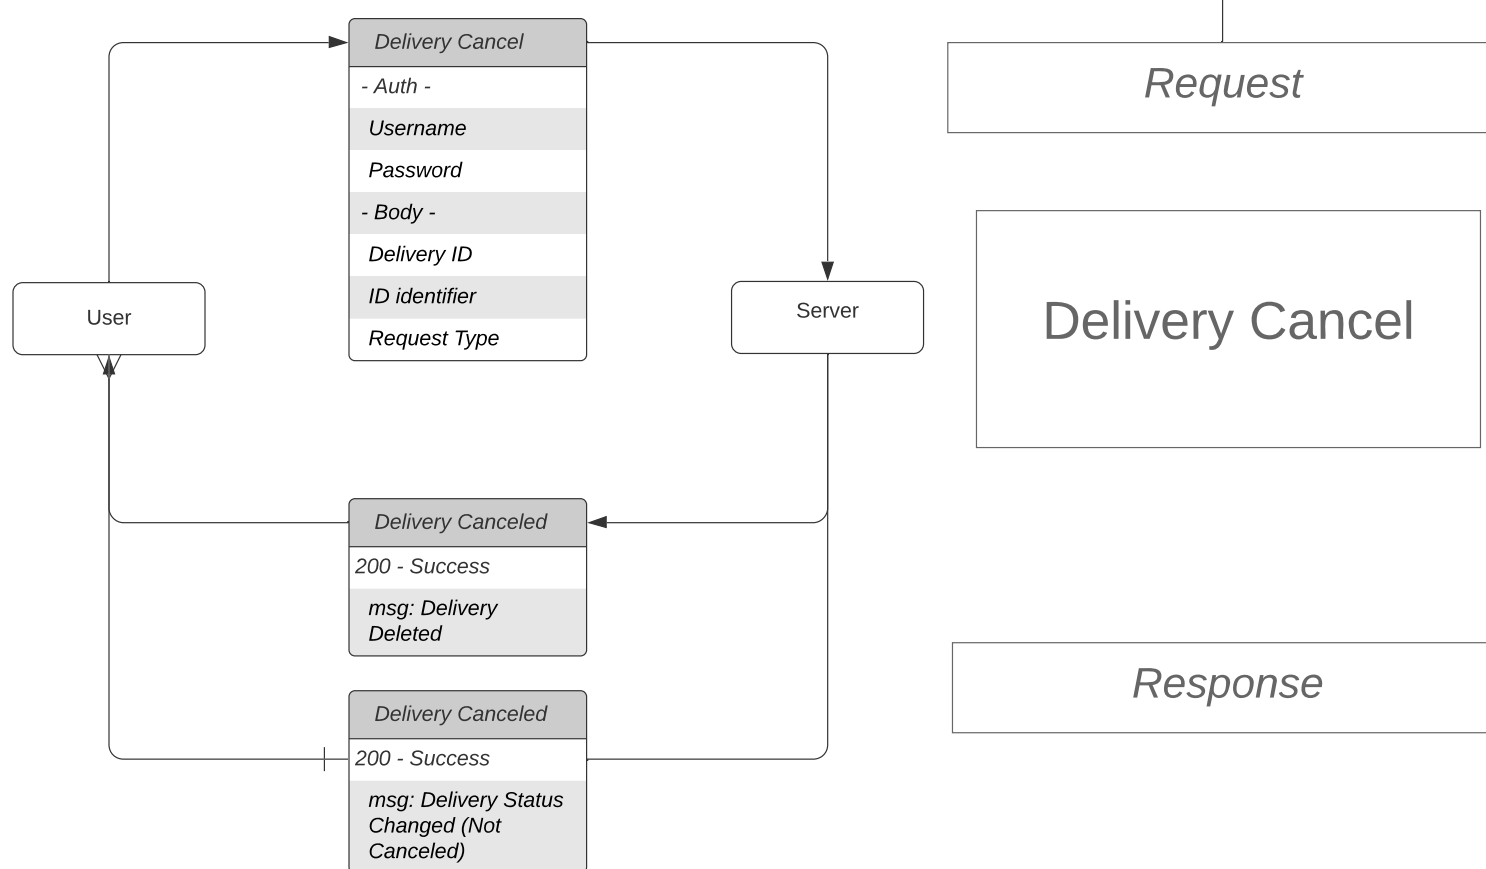 Delivery Cancel
- Auth -
Username
Password
- Body -
Delivery ID
ID identifier
Request Type
User
Server
Delivery Canceled
200 - Success
msg: Delivery
Deleted
Delivery Canceled
200 - Success
msg: Delivery Status
Changed (Not
Canceled)
Request
Delivery Cancel
Response